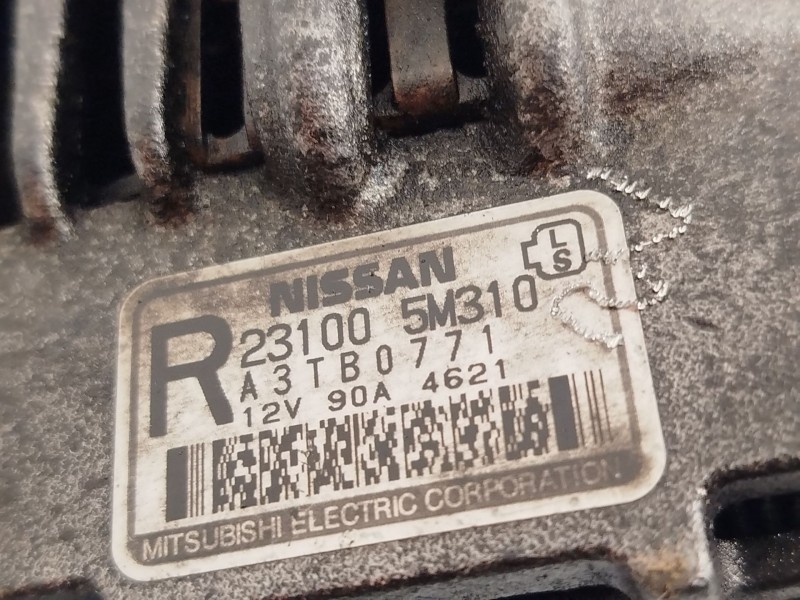 NISSAN
L
S
R
23100 5M310
A3TB0771
12V 90A 4621
MITSUBISHI ELECTRIC CORPORATION